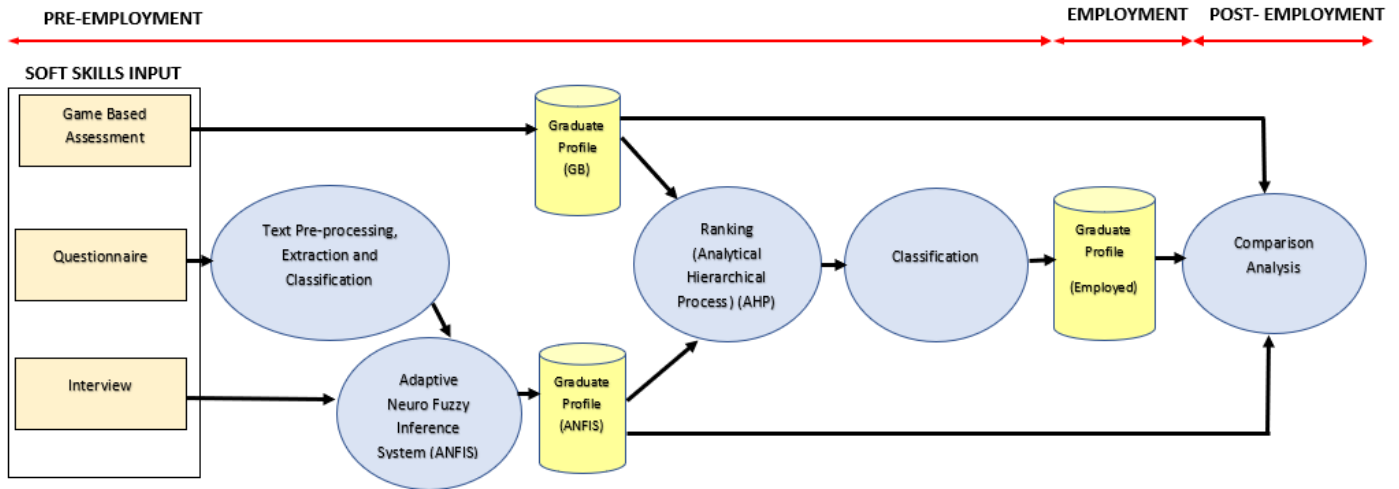 PRE-EMPLOYMENT
EMPLOYMENT
POST- EMPLOYMENT
SOFT SKILLS INPUT
Game Based
Assessment
Graduate
Profile
(GB)
Questionnaire
Text Pre-processing,
Extraction and
Classification
Ranking
(Analytical
Hierarchical
Process) (AHP)
Classification
Graduate
Profile
(Employed)
Comparison
Analysis
Interview
Adaptive
Neuro Fuzzy
Inference
System (ANFIS)
Graduate
Profile
(ANFIS)